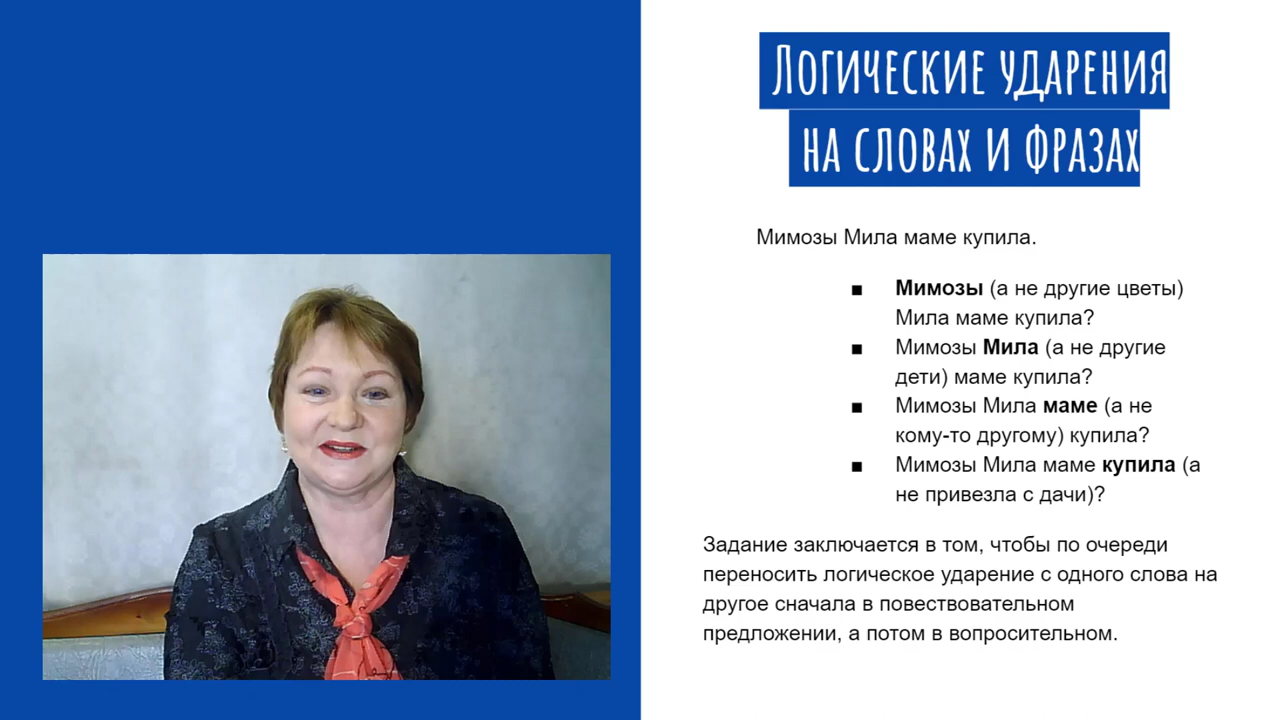 Логические ударения
на словах и фразах
Мимозы Мила маме купила.
■ Мимозы (а не другие цветы)
Мила маме купила?
■ Мимозы Мила (а не другие
дети) маме купила?
■ Мимозы Мила маме (а не
кому-то другому) купила?
■ Мимозы Мила маме купила (а
не привезла с дачи)?
Задание заключается в том, чтобы по очереди
переносить логическое ударение с одного слова на
другое сначала в повествовательном
предложении, а потом в вопросительном.